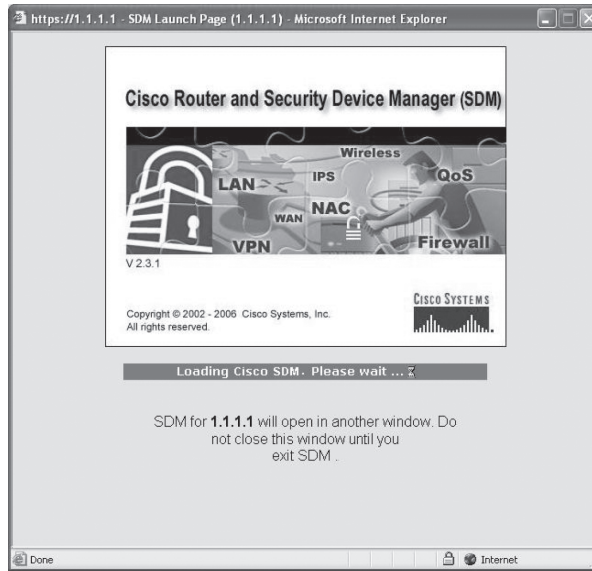 https://1.1.1.1 - SDM Launch Page (1.1.1.1) - Microsoft Internet Explorer
Cisco Router and Security Device Manager (SDM)
Wireless
LAN
IPS
QoS
WAN
NAC
VPN
Firewall
V 2.3.1
Copyright © 2002 - 2006 Cisco Systems, Inc.
All rights reserved.
CISCO SYSTEMS
Loading Cisco SDM. Please wait ...
SDM for 1.1.1.1 will open in another window. Do
not close this window until you
exit SDM .
Done
Internet